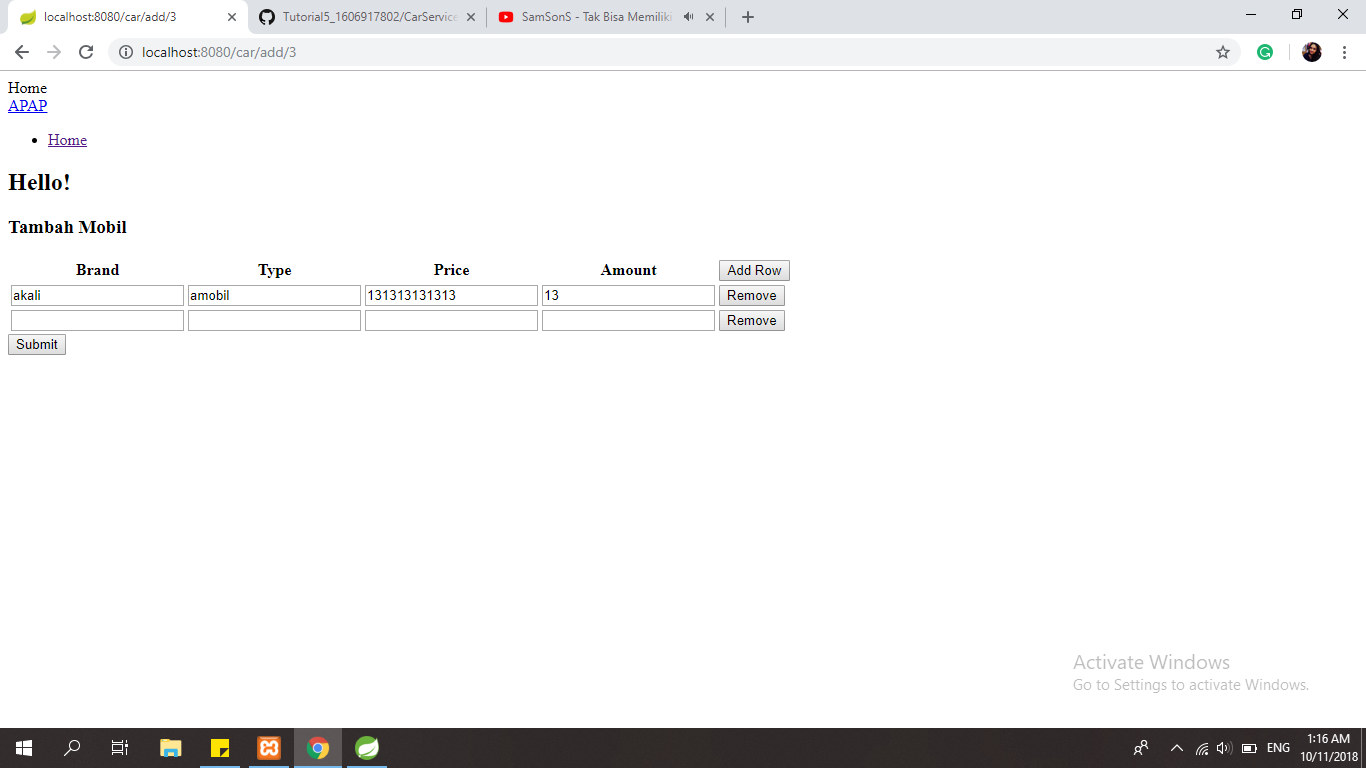 localhost:8080/car/add/3
Tutorial5_1606917802/CarService
SamSonS - Tak Bisa Memiliki
localhost:8080/car/add/3
Home
APAP
Home
Hello!
Tambah Mobil
Brand Type Price Amount Add Row
akali amobil 131313131313 13 Remove
Remove
Submit
Activate Windows
Go to Settings to activate Windows.
ENG
1:16 AM
10/11/2018